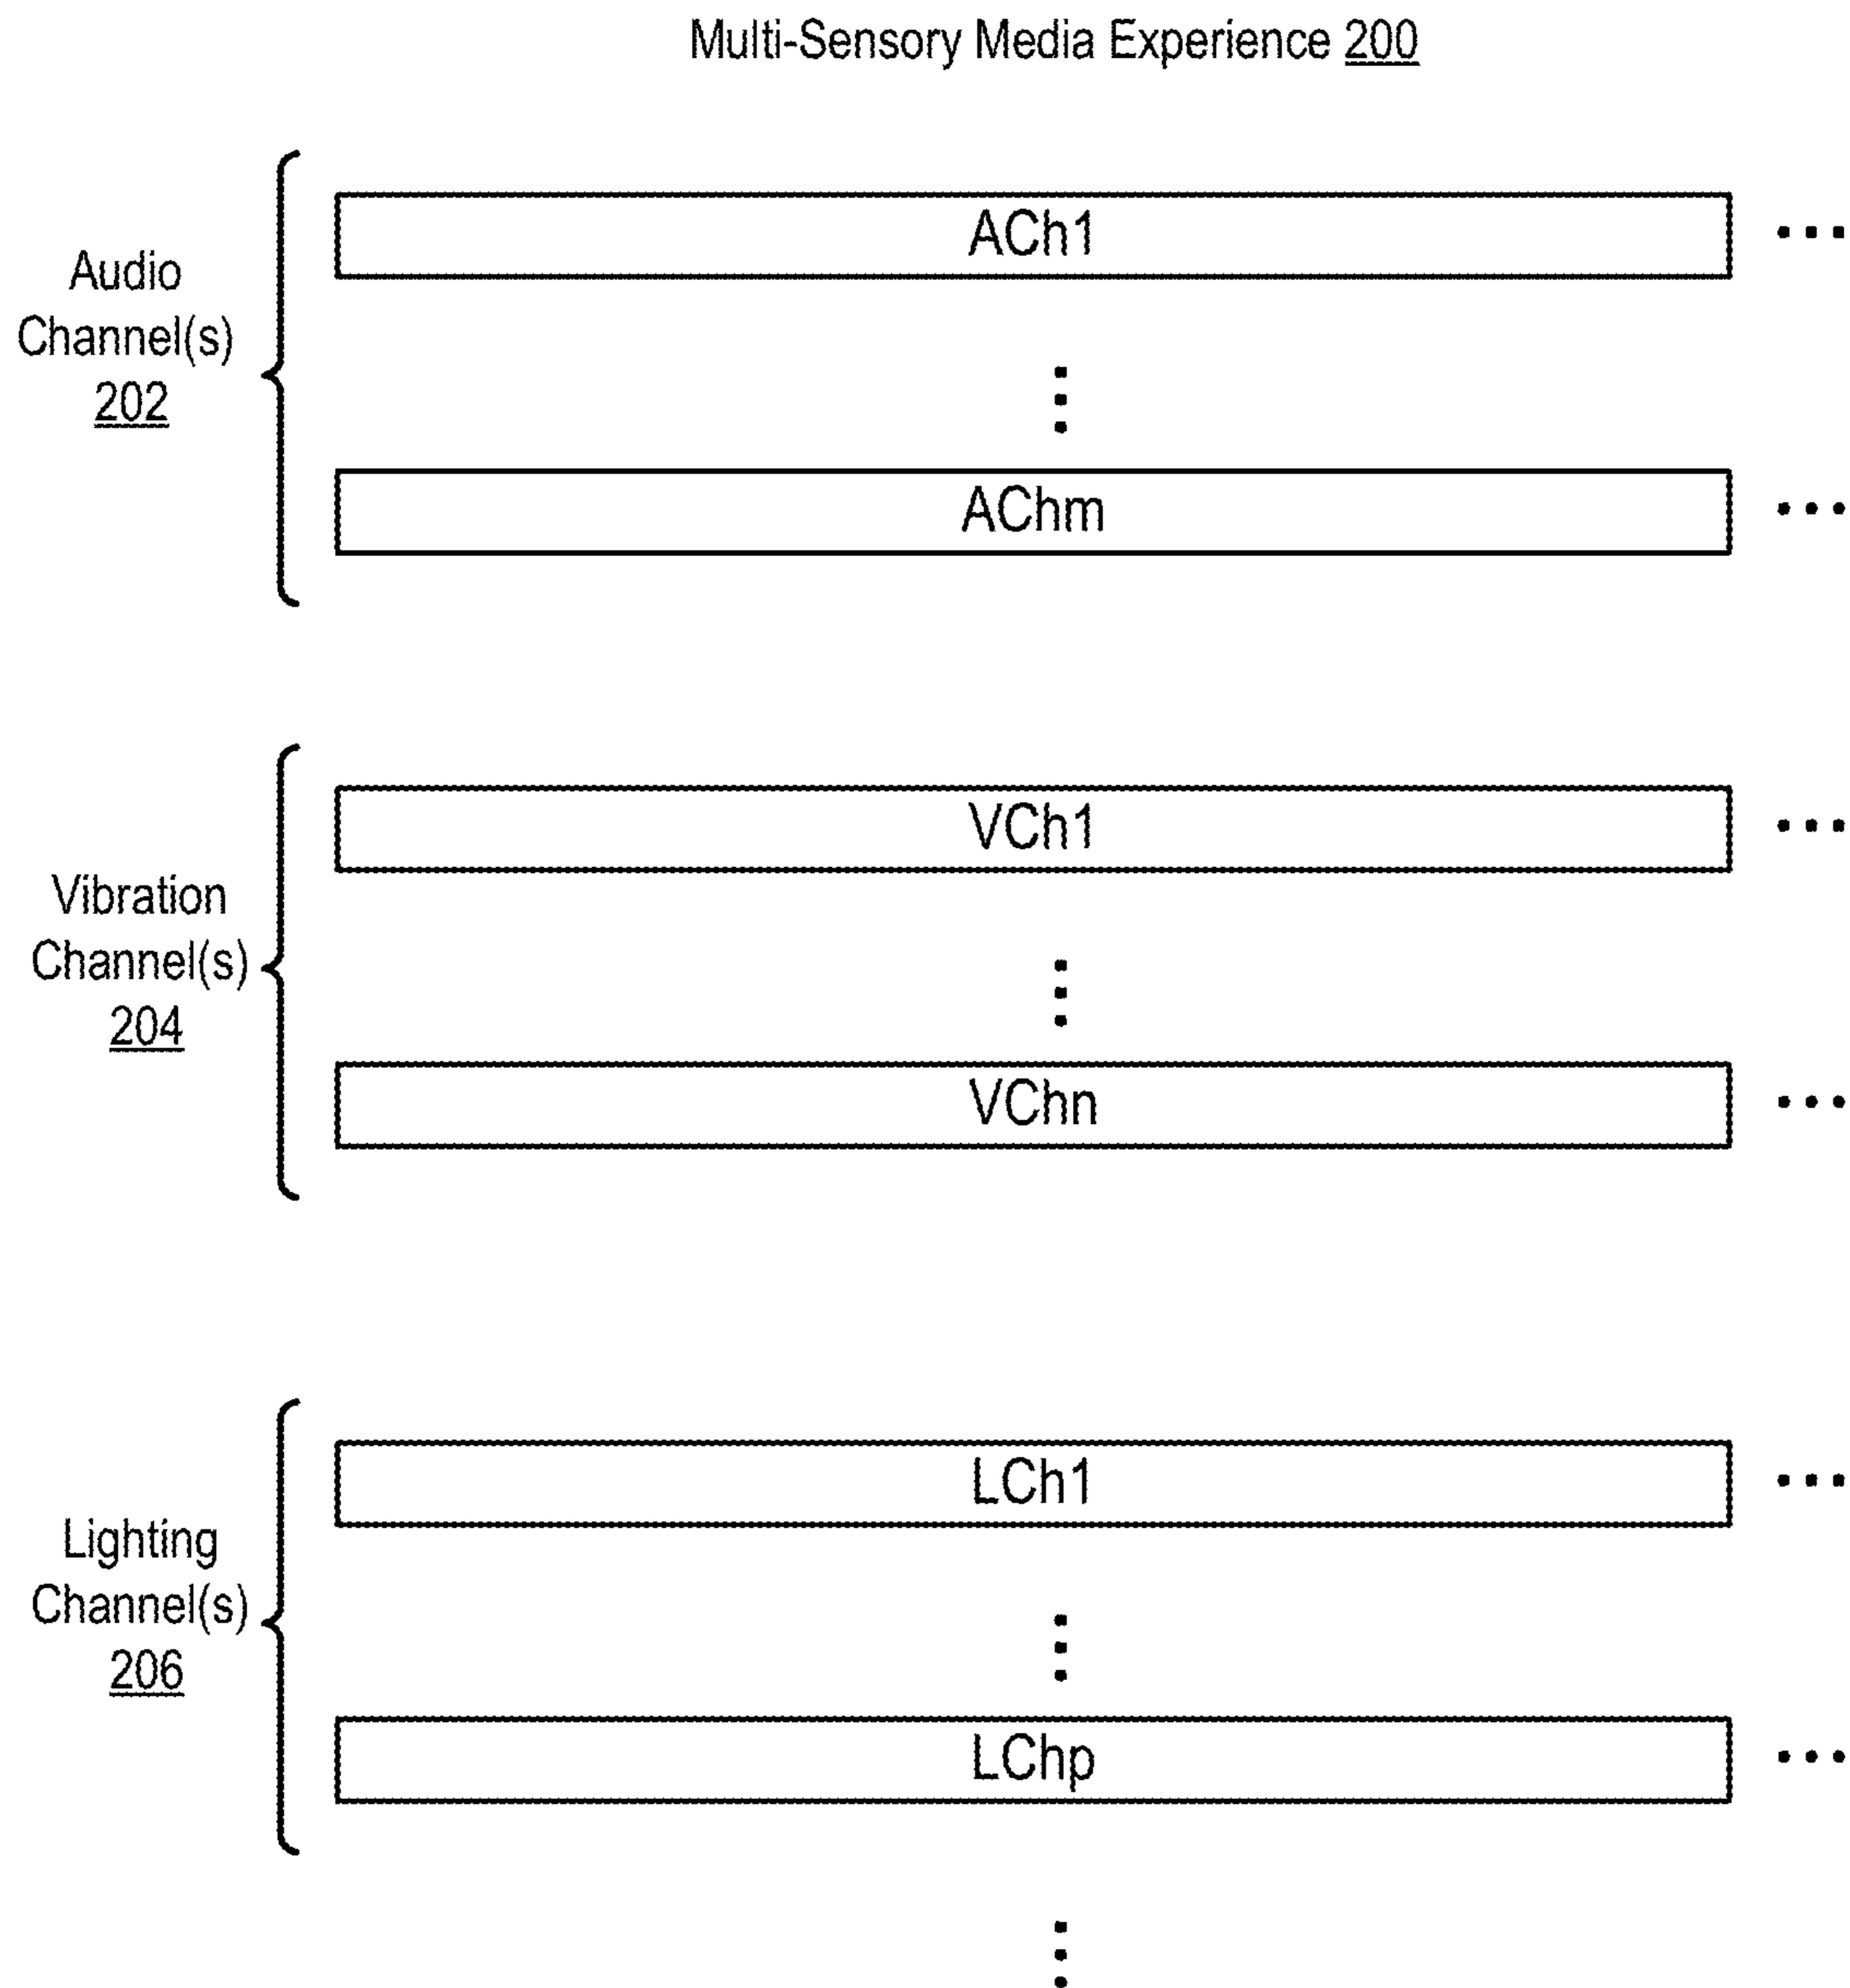 Multi-Sensory Media Experience 200
Audio
Channel(s)
202
ACh1
AChm
Vibration
Channel(s)
204
VCh1
VChn
Lighting
Channel(s)
206
LCh1
LChp